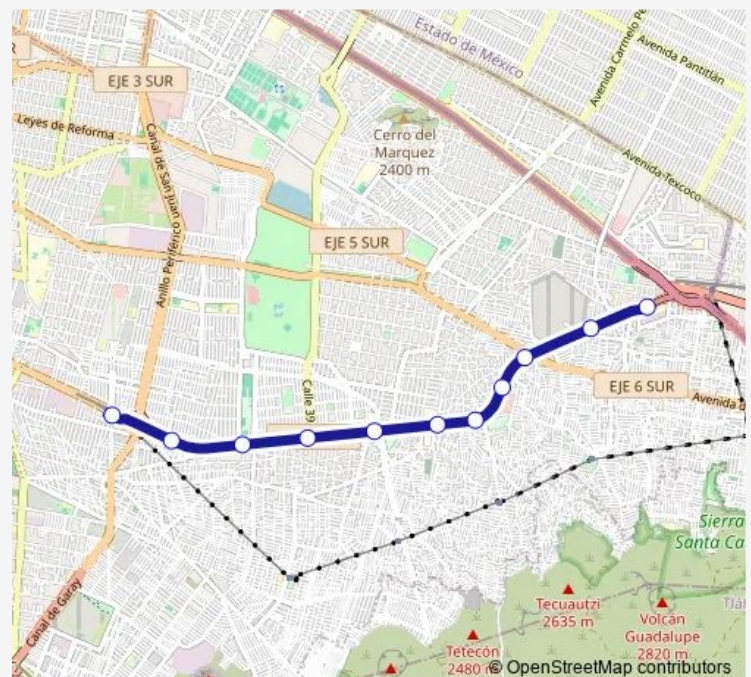 Estado de México
Avenida Pantitlán
Avenida Carmelo Pé
EJE 3 SUR
R
Leyes de Reforma
Canal de San Juan
Cerro del
Marquez
2400 m
Avenida Texcoco
EJE 5 SUR
Anillo Periférico
Calle 39
EJE 6 SUR
Avenida
Sierra
Santa Ca
Canal de Garay
Tecuautzi
2635 m
Volcán
Guadalupe
2820 m
Tláh
Tetecón
2480 m
© OpenStreetMap contributors